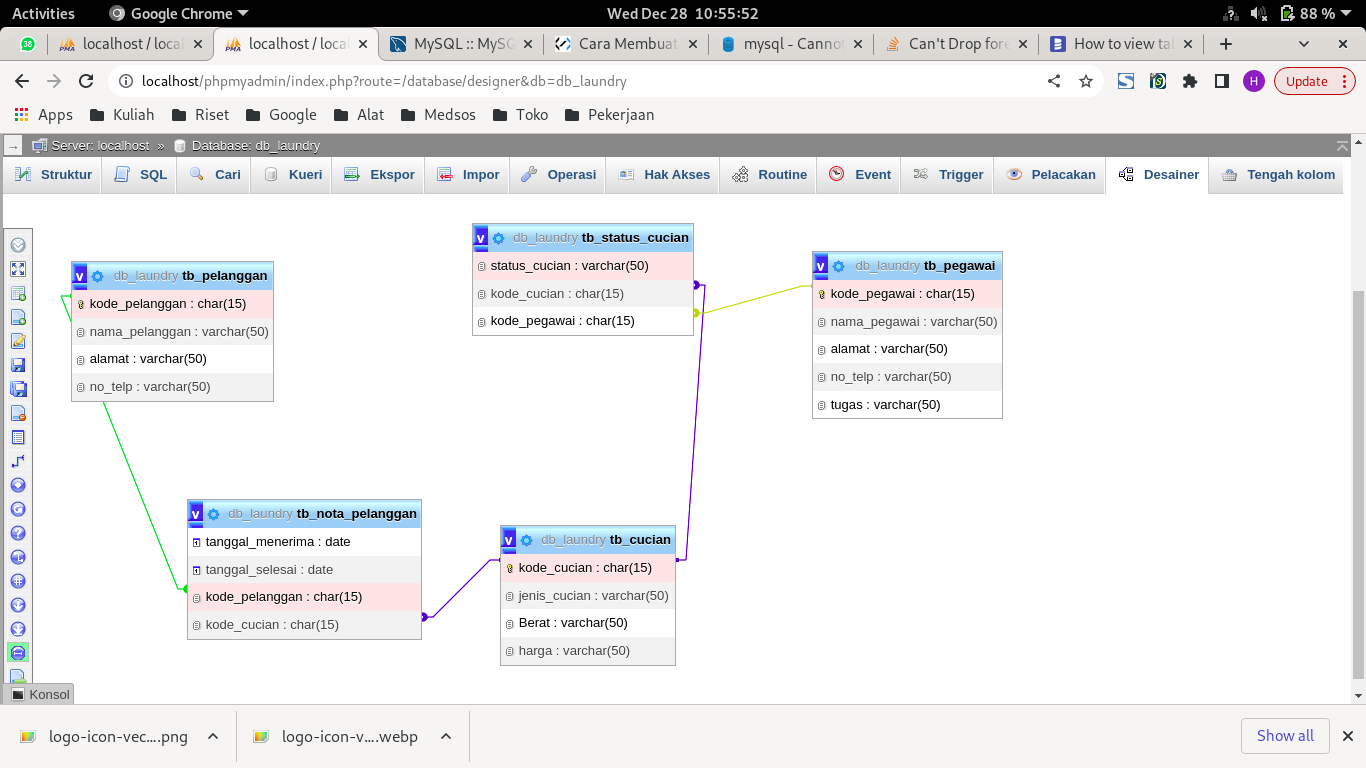 Activities
Google Chrome
Wed Dec 28 10:55:52
88 %
38
localhost / local
localhost / local
MySQL :: MySQ
Cara Membuat
mysql - Cannot
Can't Drop fore
How to view tab
localhost/phpmyadmin/index.php?route=/database/designer&db=db_laundry
S
H
Update
Apps
Kuliah
Riset
Google
Alat
Medsos
Toko
Pekerjaan
Server: localhost » Database: db_laundry
Struktur
SQL
Cari
Kueri
Ekspor
Impor
Operasi
Hak Akses
Routine
Event
Trigger
Pelacakan
Desainer
Tengah kolom
v db_laundry tb_pelanggan
kode_pelanggan : char(15)
nama_pelanggan : varchar(50)
alamat : varchar(50)
no_telp : varchar(50)
v db_laundry tb_status_cucian
status_cucian : varchar(50)
kode_cucian : char(15)
kode_pegawai : char(15)
v db_laundry tb_pegawai
kode_pegawai : char(15)
nama_pegawai : varchar(50)
alamat : varchar(50)
no_telp : varchar(50)
tugas : varchar(50)
v db_laundry tb_nota_pelanggan
tanggal_menerima : date
tanggal_selesai : date
kode_pelanggan : char(15)
kode_cucian : char(15)
v db_laundry tb_cucian
kode_cucian : char(15)
jenis_cucian : varchar(50)
Berat : varchar(50)
harga : varchar(50)
Konsol
logo-icon-vec....png
logo-icon-v....webp
Show all